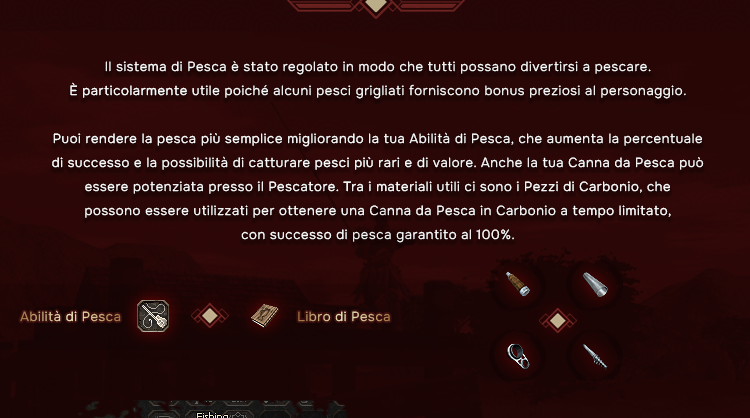 Il sistema di Pesca è stato regolato in modo che tutti possano divertirsi a pescare.
È particolarmente utile poiché alcuni pesci grigliati forniscono bonus preziosi al personaggio.
Puoi rendere la pesca più semplice migliorando la tua Abilità di Pesca, che aumenta la percentuale
di successo e la possibilità di catturare pesci più rari e di valore. Anche la tua Canna da Pesca può
essere potenziata presso il Pescatore. Tra i materiali utili ci sono i Pezzi di Carbonio, che
possono essere utilizzati per ottenere una Canna da Pesca in Carbonio a tempo limitato,
con successo di pesca garantito al 100%.
Abilità di Pesca
Libro di Pesca
Fishing